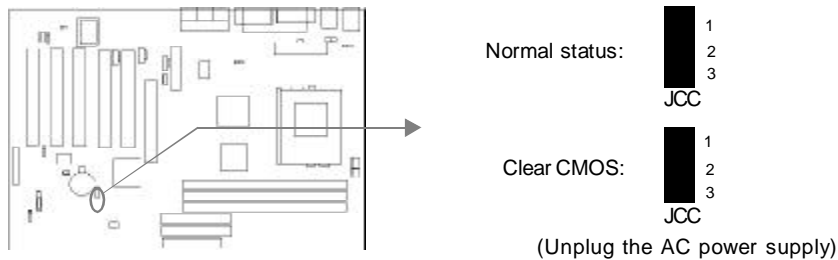 Normal status:
1
2
3
JCC
Clear CMOS:
1
2
3
JCC
(Unplug the AC power supply)